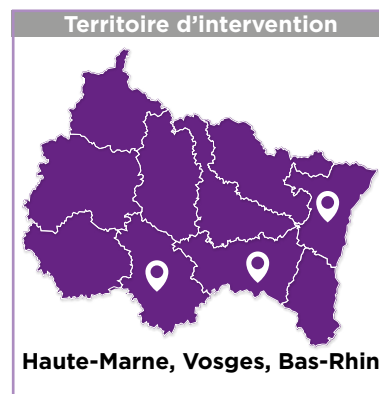 Territoire d'intervention
Haute-Marne, Vosges, Bas-Rhin